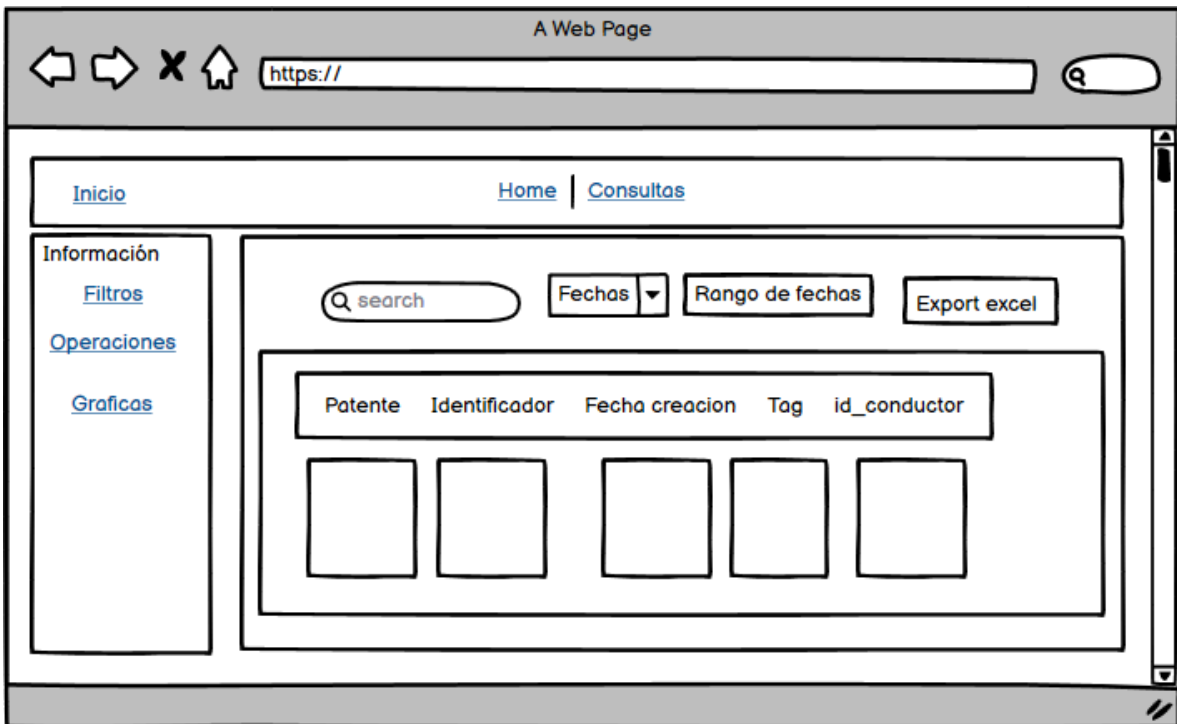 A Web Page
https://
Inicio
Home | Consultas
Información
Filtros
Operaciones
Graficas
search
Fechas
Rango de fechas
Export excel
Patente Identificador Fecha creacion Tag id_conductor